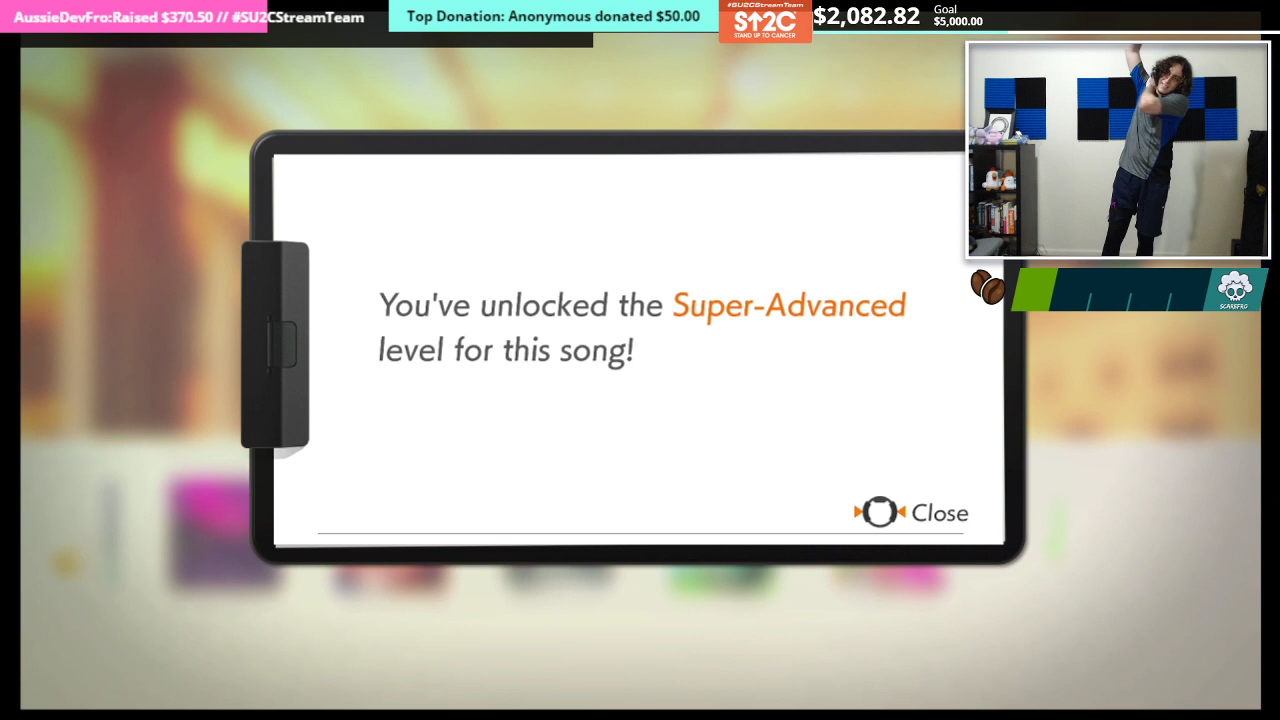 AussieDevFro:Raised $370.50 // #SU2CStreamTeam
Top Donation: Anonymous donated $50.00
#SU2CStreamTeam
SU2C
STAND UP TO CANCER
$2,082.82
Goal
$5,000.00
You've unlocked the Super-Advanced
level for this song!
Close
SCAREFRO